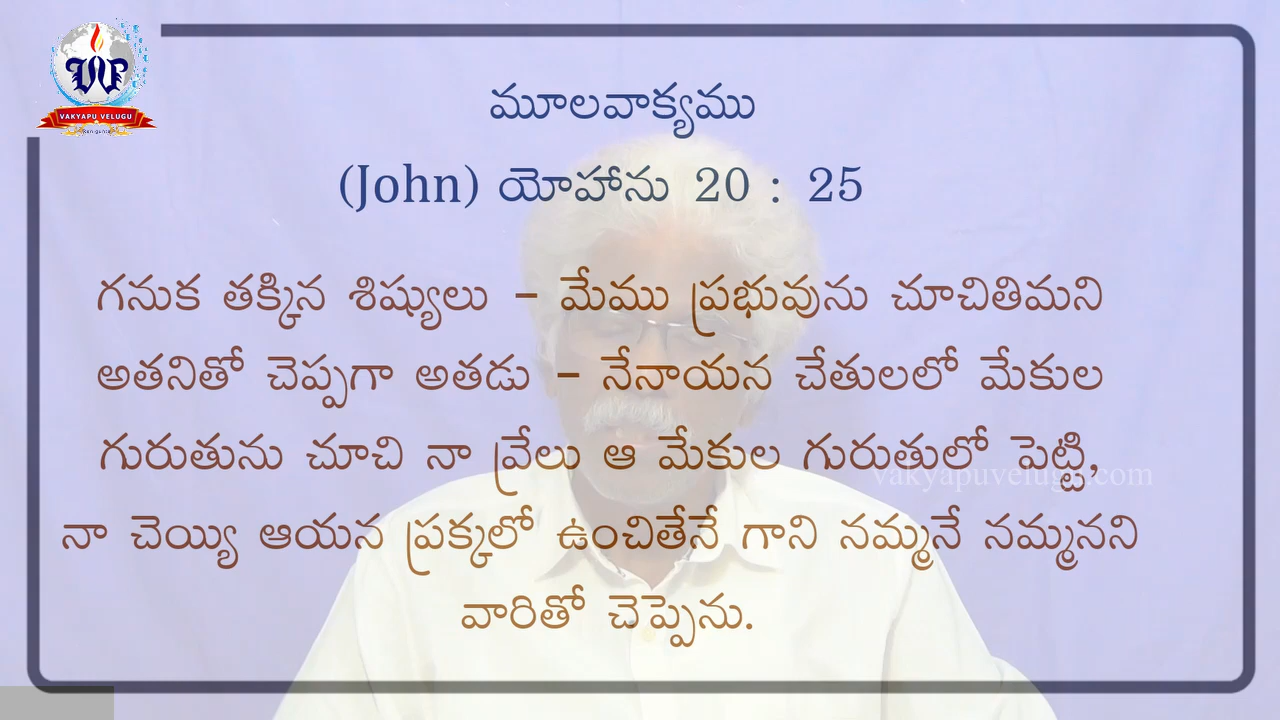 VAKYAPU VELUGU
మూలవాక్యము
(John) యోహాను 20 : 25
గనుక తక్కిన శిష్యులు - మేము ప్రభువును చూచితిమని
అతనితో చెప్పగా అతడు - నేనాయన చేతులలో మేకుల
గురుతును చూచి నా వ్రేలు ఆ మేకుల గురుతులో పెట్టి,
vakyapuvelugu.com
నా చెయ్యి ఆయన ప్రక్కలో ఉంచితేనే గాని నమ్మనే నమ్మనని
వారితో చెప్పెను.